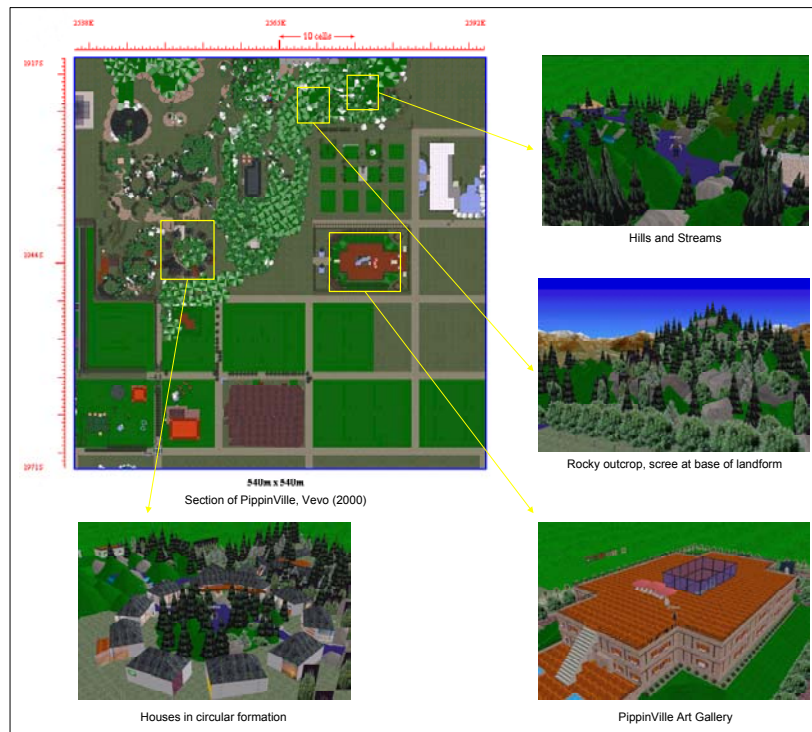 10 cells
Hills and Streams
Rocky outcrop, scree at base of landform
540m x 540m
Section of PippinVille, Vevo (2000)
Houses in circular formation
PippinVille Art Gallery